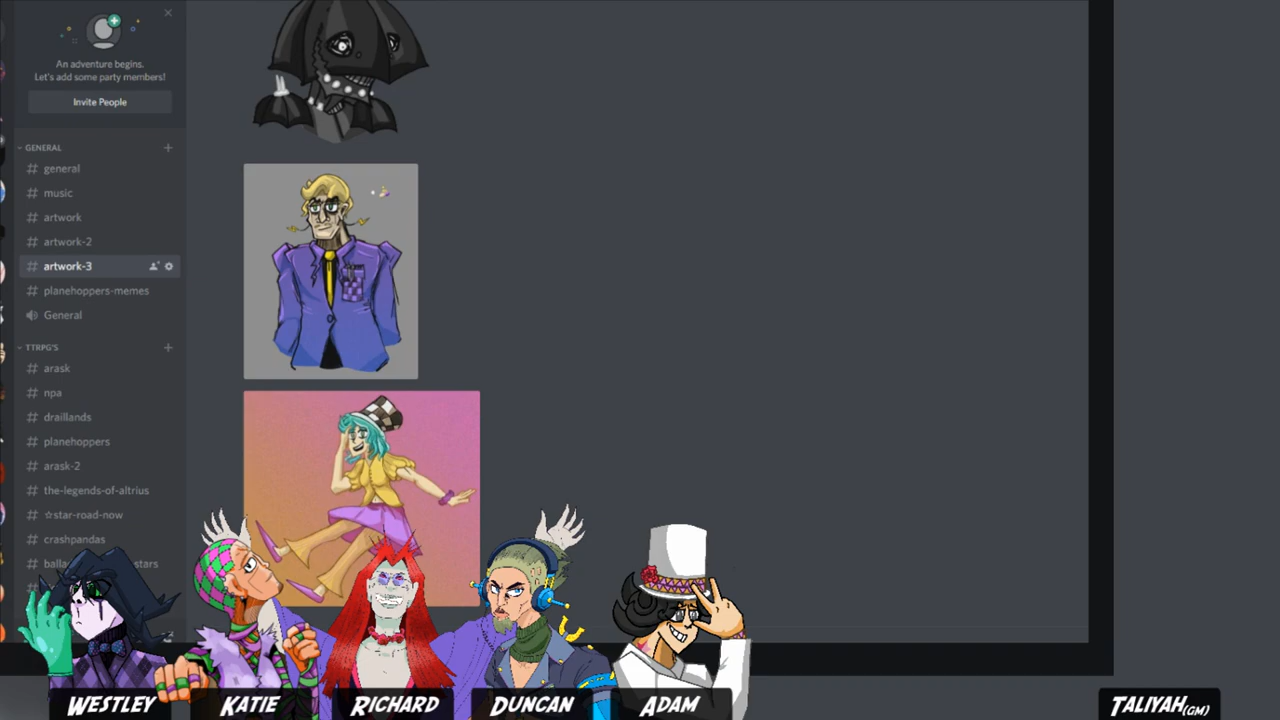 An adventure begins.
Let's add some party members!
Invite People
GENERAL
# general
# music
# artwork
# artwork-2
# artwork-3
# planehoppers-memes
General
TTRPG'S
# arask
# npa
# draillands
# planehoppers
# arask-2
# the-legends-of-altrius
# ☆star-road-now
# crashpandas
# balla stars
WESTLEY
KATIE
RICHARD
DUNCAN
ADAM
TALIYAH(GM)